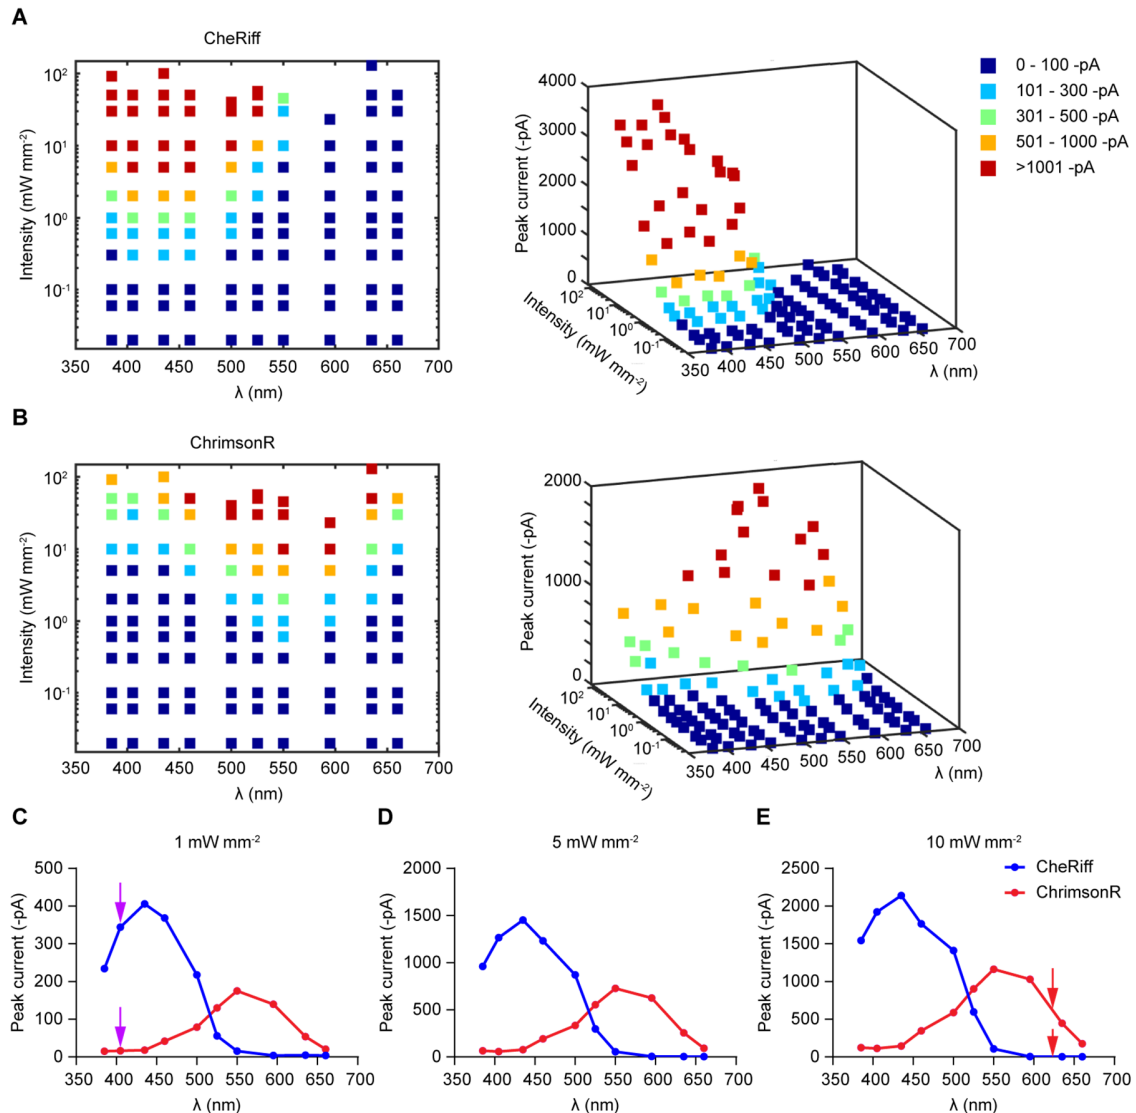 A
CheRiff
Intensity (mW mm⁻²)
10²
10¹
10⁰
10⁻¹
350 400 450 500 550 600 650 700
λ (nm)
Peak current (-pA)
4000
3000
2000
1000
0
10²
10¹
10⁰
10⁻¹
Intensity (mW mm⁻²)
350 400 450 500 550 600 650 700
λ (nm)
0 - 100 -pA
101 - 300 -pA
301 - 500 -pA
501 - 1000 -pA
>1001 -pA
B
ChrimsonR
Intensity (mW mm⁻²)
10²
10¹
10⁰
10⁻¹
350 400 450 500 550 600 650 700
λ (nm)
Peak current (-pA)
2000
1000
0
10²
10¹
10⁰
10⁻¹
Intensity (mW mm⁻²)
350 400 450 500 550 600 650 700
λ (nm)
C
1 mW mm⁻²
Peak current (-pA)
500
400
300
200
100
0
350 400 450 500 550 600 650 700
λ (nm)
D
5 mW mm⁻²
Peak current (-pA)
2000
1500
1000
500
0
350 400 450 500 550 600 650 700
λ (nm)
E
10 mW mm⁻²
CheRiff
ChrimsonR
Peak current (-pA)
2500
2000
1500
1000
500
0
350 400 450 500 550 600 650 700
λ (nm)